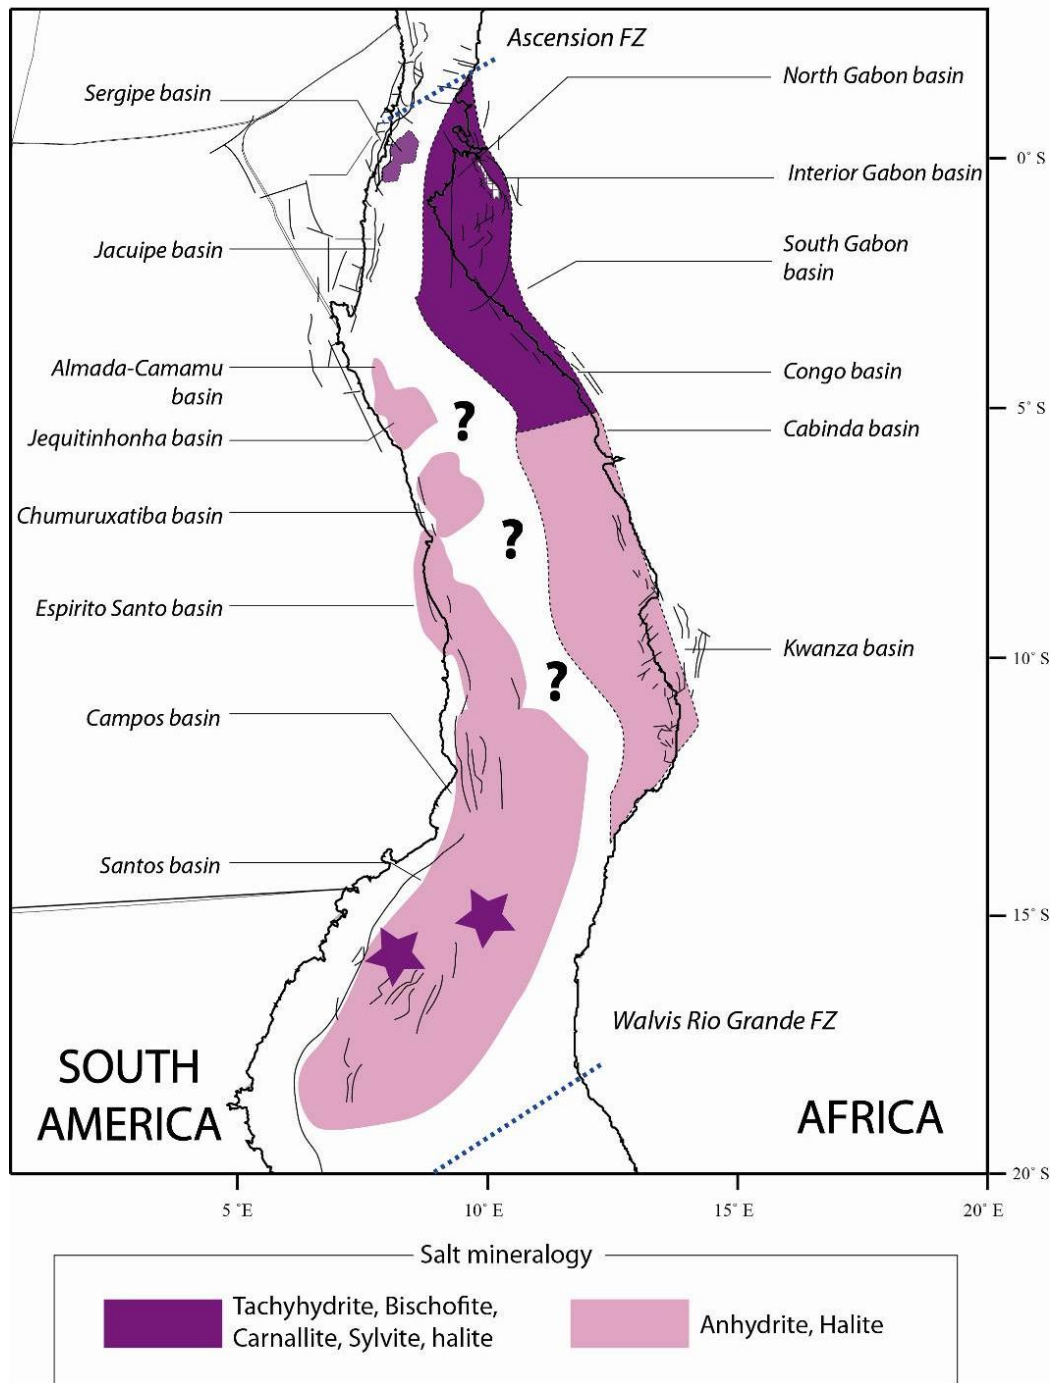 Ascension FZ
Sergipe basin
North Gabon basin
0° S
Interior Gabon basin
Jacuipe basin
South Gabon
basin
Almada-Camamu
basin
Congo basin
?
5° S
Jequitinhonha basin
Cabinda basin
Chumuruxatiba basin
?
Espirito Santo basin
Kwanza basin
10° S
?
Campos basin
Santos basin
15° S
Walvis Rio Grande FZ
SOUTH
AMERICA
AFRICA
20° S
5 °E
10° E
15° E
20° E
Salt mineralogy
Tachyhydrite, Bischofite,
Carnallite, Sylvite, halite
Anhydrite, Halite